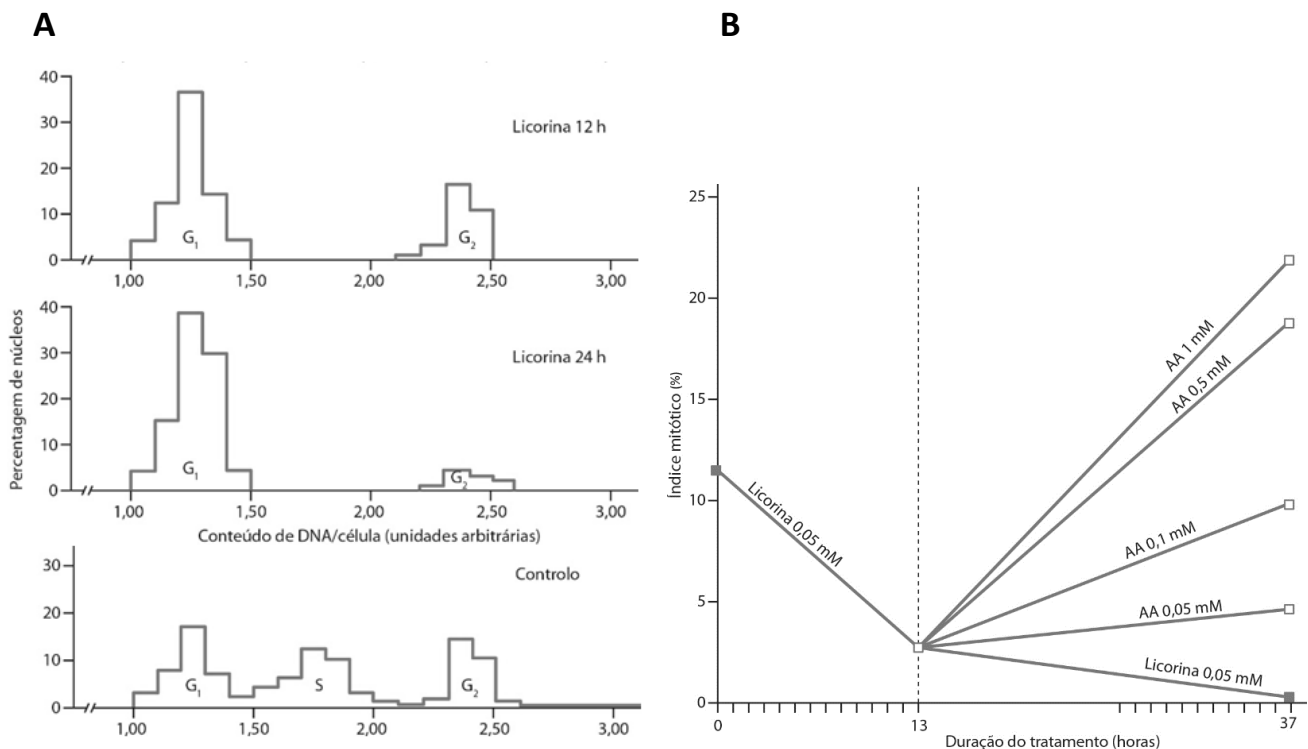 A
B
40
30
20
10
0
Licorina 12 h
G₁
G₂
1,00 1,50 2,00 2,50 3,00
40
30
20
10
0
Licorina 24 h
G₁
G₂
1,00 1,50 2,00 2,50 3,00
Percentagem de núcleos
Conteúdo de DNA/célula (unidades arbitrárias)
30
20
10
0
Controlo
G₁
S
G₂
1,00 1,50 2,00 2,50 3,00
25
20
15
10
5
0
Índice mitótico (%)
Licorina 0,05 mM
AA 1 mM
AA 0,5 mM
AA 0,1 mM
AA 0,05 mM
Licorina 0,05 mM
0 13 37
Duração do tratamento (horas)